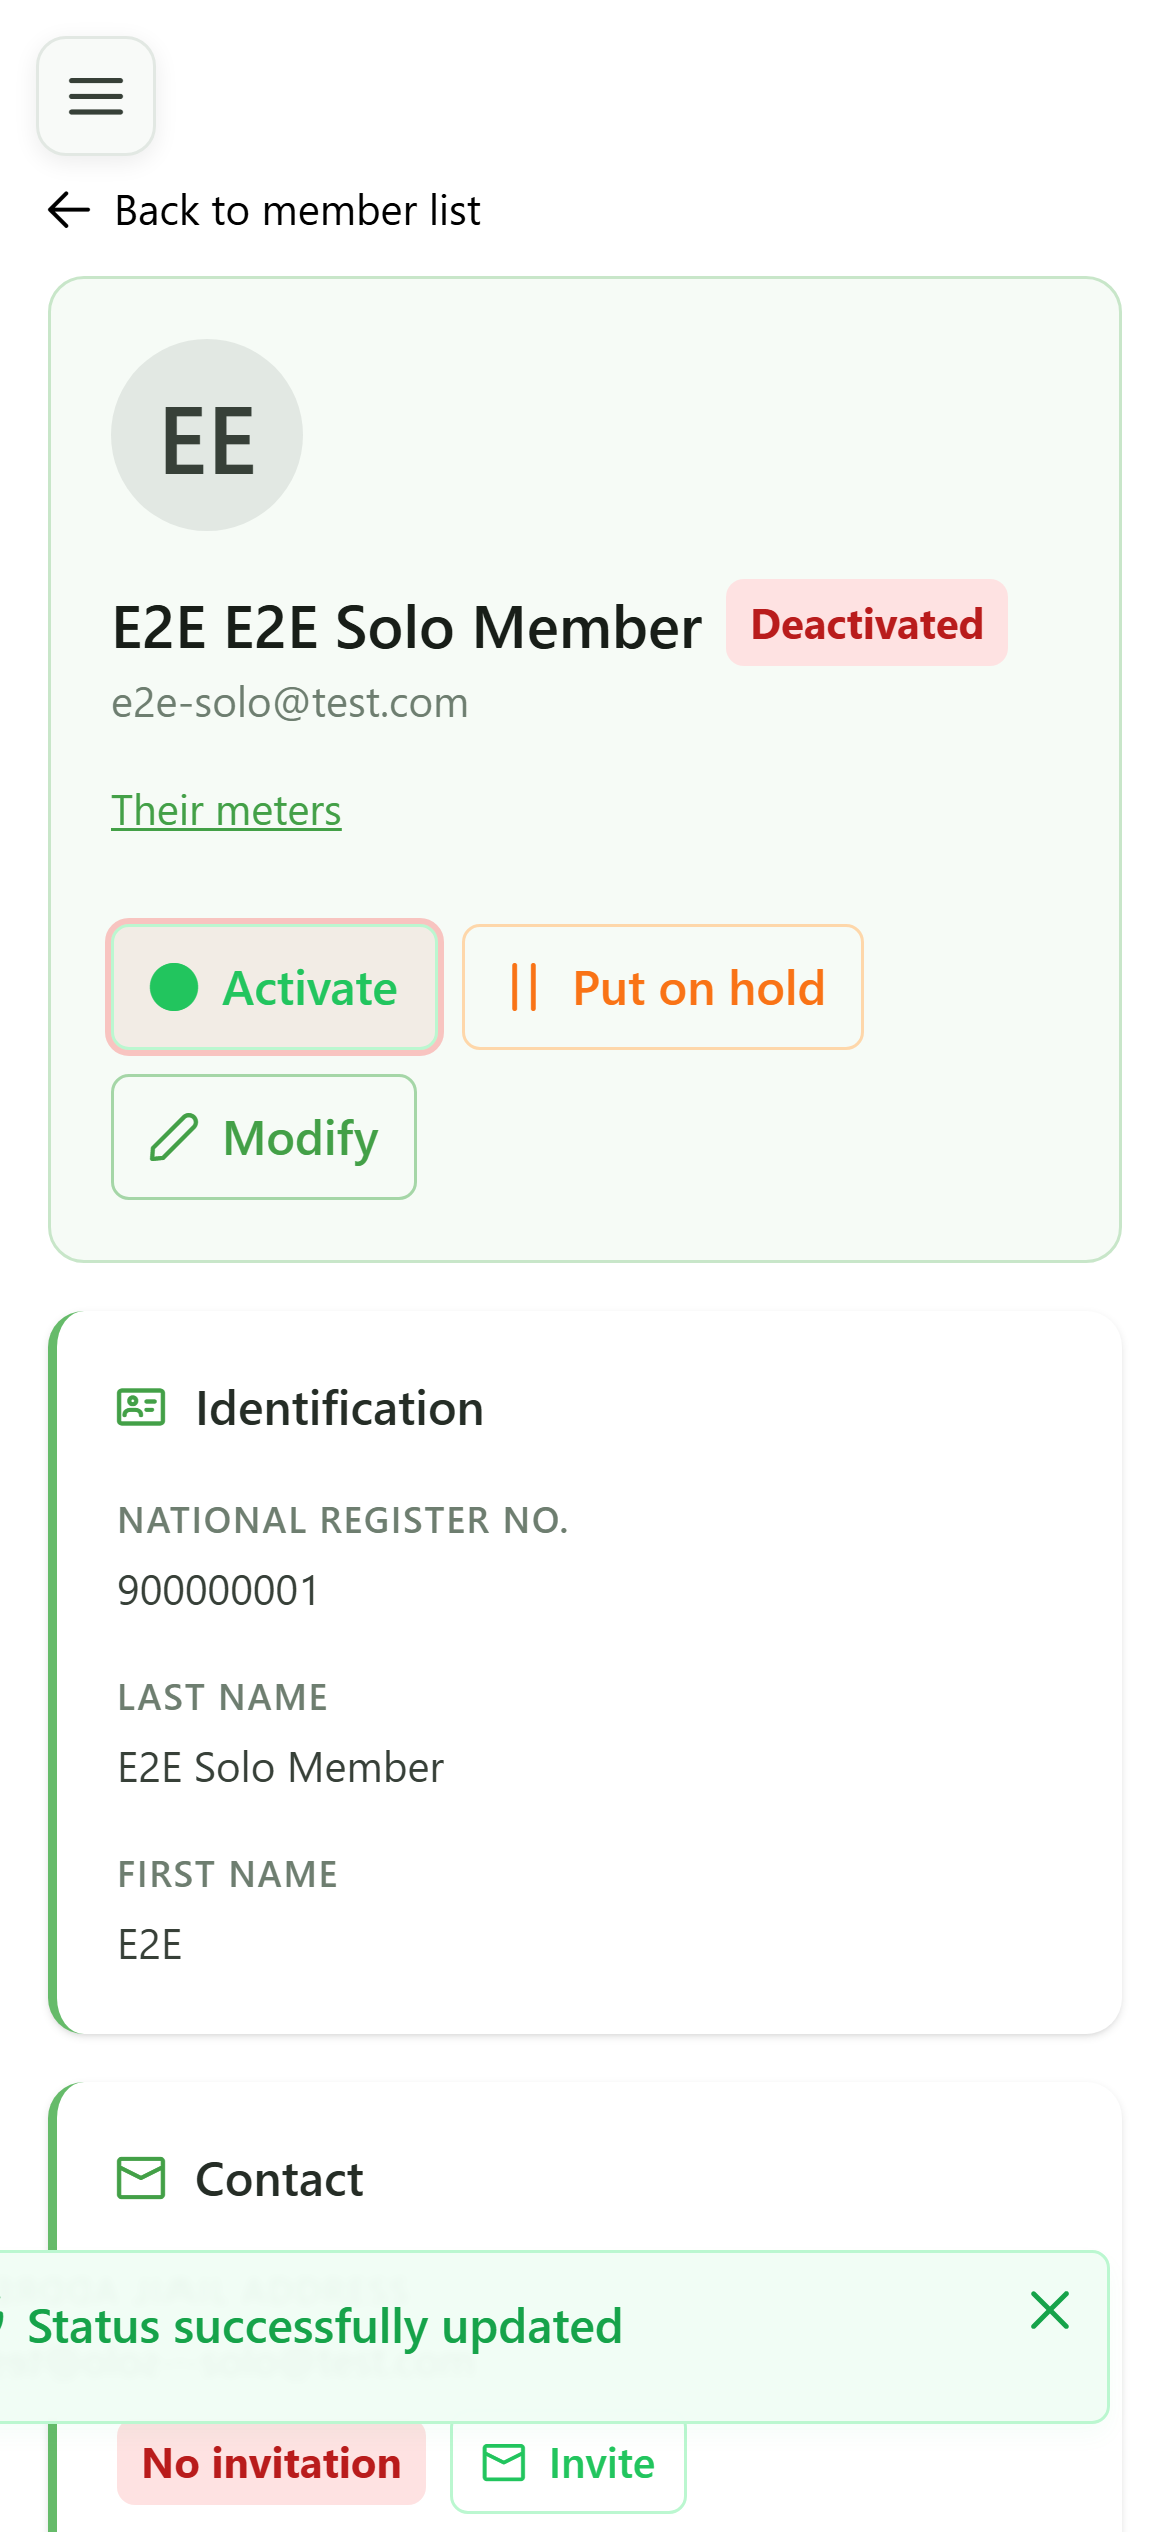 Back to member list
EE
E2E E2E Solo Member Deactivated
e2e-solo@test.com
Their meters
Activate Put on hold
Modify
Identification
NATIONAL REGISTER NO.
900000001
LAST NAME
E2E Solo Member
FIRST NAME
E2E
Contact
Status successfully updated
No invitation Invite